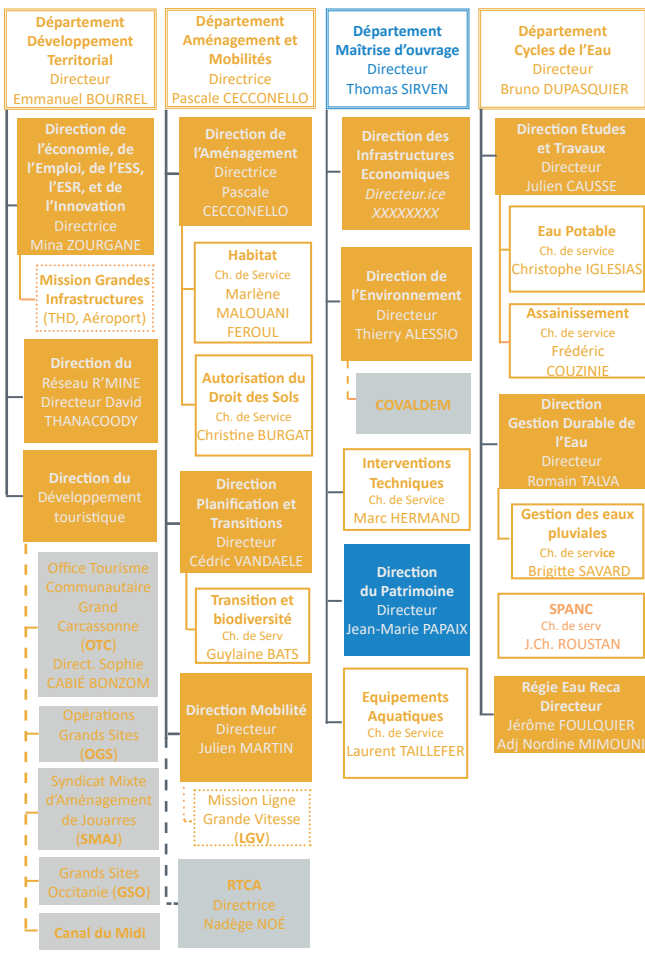 Département
Développement
Territorial
Directeur
Emmanuel BOURREL
Direction de
l'économie, de
l'Emploi, de l'ESS,
l'ESR, et de
l'Innovation
Directrice
Mina ZOURGANE
Mission Grandes
Infrastructures
(THD, Aéroport)
Direction du
Réseau R'MINE
Directeur David
THANACOODY
Direction du
Développement
touristique
Office Tourisme
Communautaire
Grand
Carcassonne
(OTC)
Direct. Sophie
CABIÉ BONZOM
Opérations
Grands Sites
(OGS)
Syndicat Mixte
d'Aménagement
de Jouarres
(SMAJ)
Grands Sites
Occitanie (GSO)
Canal du Midi
Département
Aménagement et
Mobilités
Directrice
Pascale CECCONELLO
Direction de
l'Aménagement
Directrice
Pascale
CECCONELLO
Habitat
Ch. de Service
Marlène
MALOUANI
FEROUL
Autorisation du
Droit des Sols
Ch. de Service
Christine BURGAT
Direction
Planification et
Transitions
Directeur
Cédric VANDAELE
Transition et
biodiversité
Ch. de Serv
Guylaine BATS
Direction Mobilité
Directeur
Julien MARTIN
Mission Ligne
Grande Vitesse
(LGV)
RTCA
Directrice
Nadège NOÉ
Département
Maîtrise d'ouvrage
Directeur
Thomas SIRVEN
Direction des
Infrastructures
Economiques
Directeur.ice
XXXXXXXX
Direction de
l'Environnement
Directeur
Thierry ALESSIO
COVALDEM
Interventions
Techniques
Ch. de Service
Marc HERMAND
Direction
du Patrimoine
Directeur
Jean-Marie PAPAIX
Equipements
Aquatiques
Ch. de Service
Laurent TAILLEFER
Département
Cycles de l'Eau
Directeur
Bruno DUPASQUIER
Direction Etudes
et Travaux
Directeur
Julien CAUSSE
Eau Potable
Ch. de service
Christophe IGLESIAS
Assainissement
Ch. de service
Frédéric
COUZINIE
Direction
Gestion Durable de
l'Eau
Directeur
Romain TALVA
Gestion des eaux
pluviales
Ch. de service
Brigitte SAVARD
SPANC
Ch. de serv
J.Ch. ROUSTAN
Régie Eau Reca
Directeur
Jérôme FOULQUIER
Adj Nordine MIMOUNI